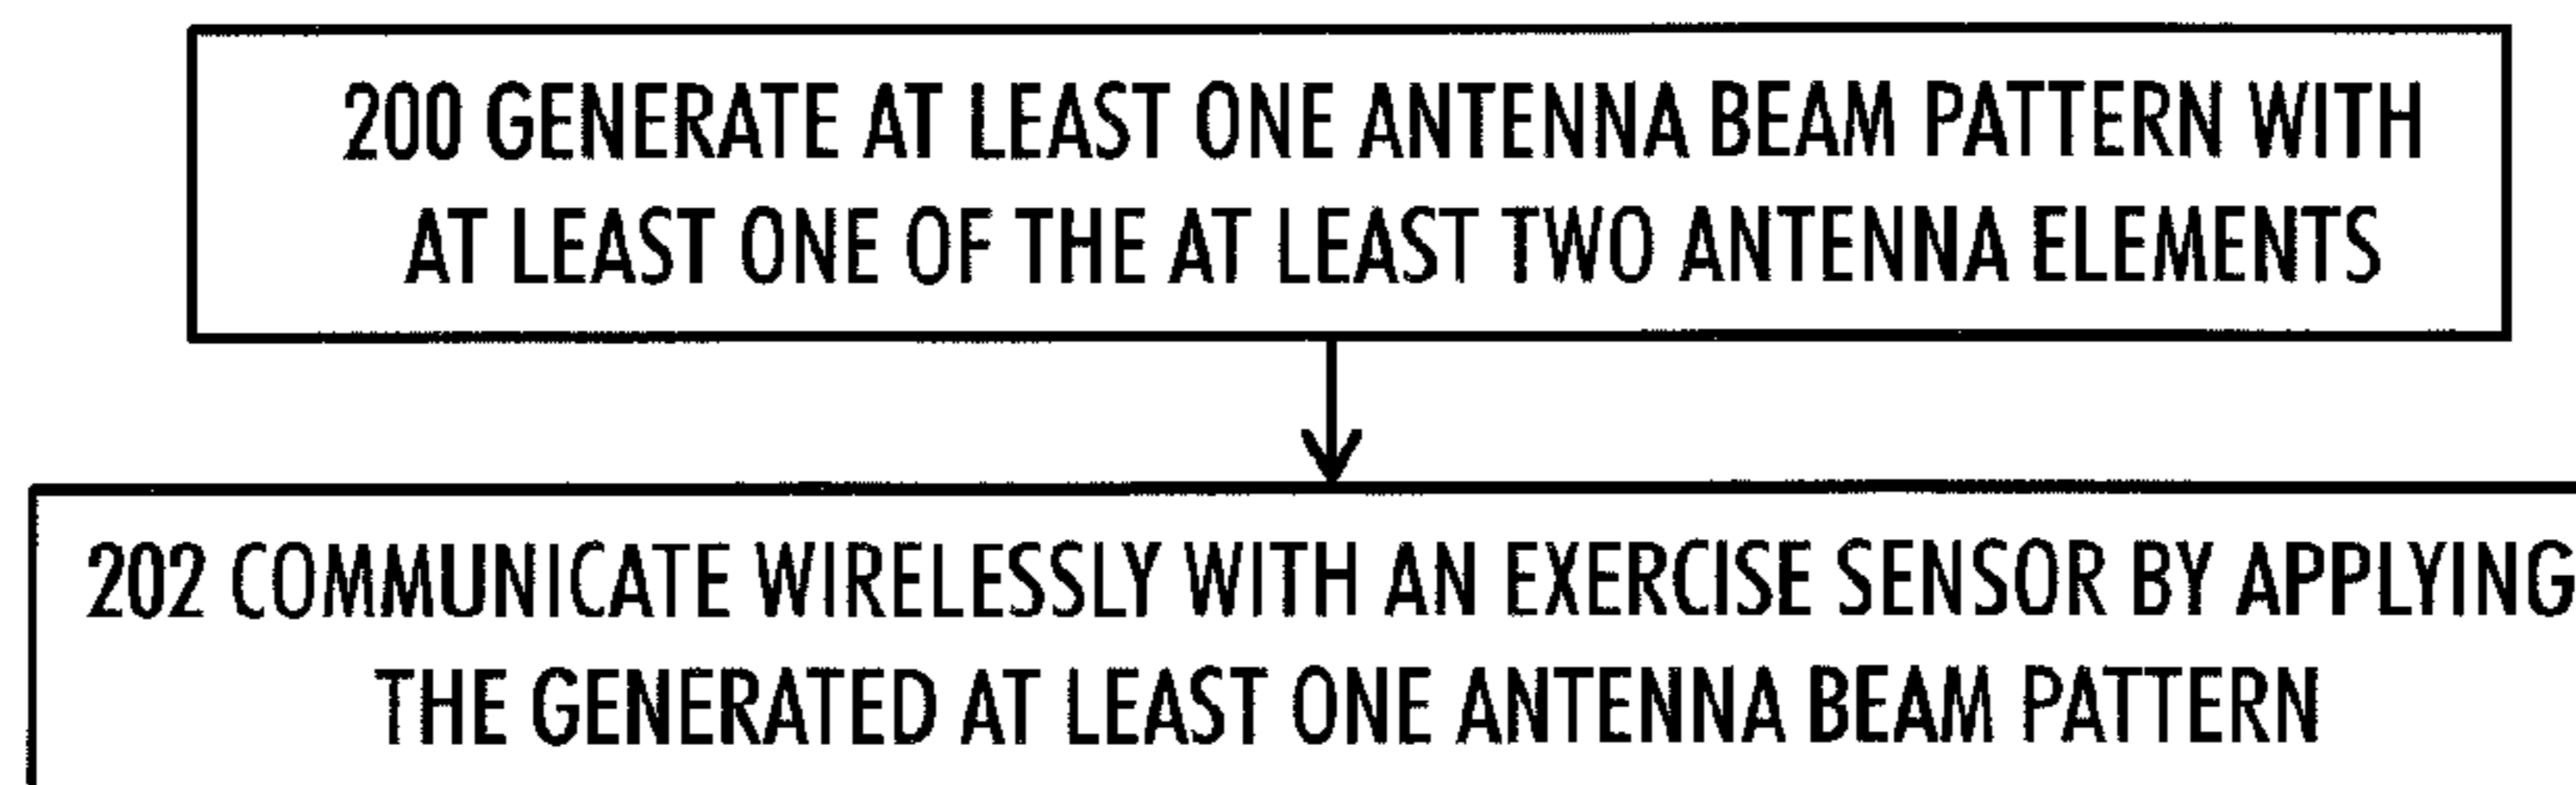 200 GENERATE AT LEAST ONE ANTENNA BEAM PATTERN WITH
AT LEAST ONE OF THE AT LEAST TWO ANTENNA ELEMENTS
202 COMMUNICATE WIRELESSLY WITH AN EXERCISE SENSOR BY APPLYING
THE GENERATED AT LEAST ONE ANTENNA BEAM PATTERN